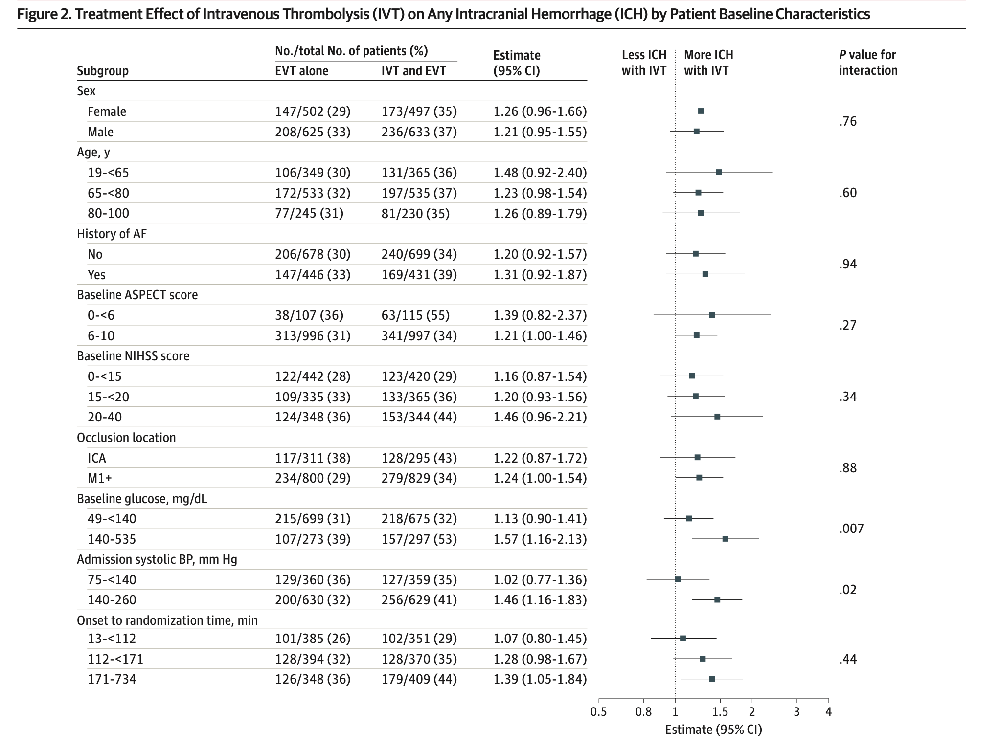 Figure 2. Treatment Effect of Intravenous Thrombolysis (IVT) on Any Intracranial Hemorrhage (ICH) by Patient Baseline Characteristics
No./total No. of patients (%)
Subgroup EVT alone IVT and EVT Estimate (95% CI) Less ICH with IVT More ICH with IVT P value for interaction
Sex
Female 147/502 (29) 173/497 (35) 1.26 (0.96-1.66)
.76
Male 208/625 (33) 236/633 (37) 1.21 (0.95-1.55)
Age, y
19-<65 106/349 (30) 131/365 (36) 1.48 (0.92-2.40)
65-<80 172/533 (32) 197/535 (37) 1.23 (0.98-1.54) .60
80-100 77/245 (31) 81/230 (35) 1.26 (0.89-1.79)
History of AF
No 206/678 (30) 240/699 (34) 1.20 (0.92-1.57)
.94
Yes 147/446 (33) 169/431 (39) 1.31 (0.92-1.87)
Baseline ASPECT score
0-<6 38/107 (36) 63/115 (55) 1.39 (0.82-2.37)
.27
6-10 313/996 (31) 341/997 (34) 1.21 (1.00-1.46)
Baseline NIHSS score
0-<15 122/442 (28) 123/420 (29) 1.16 (0.87-1.54)
15-<20 109/335 (33) 133/365 (36) 1.20 (0.93-1.56) .34
20-40 124/348 (36) 153/344 (44) 1.46 (0.96-2.21)
Occlusion location
ICA 117/311 (38) 128/295 (43) 1.22 (0.87-1.72)
.88
M1+ 234/800 (29) 279/829 (34) 1.24 (1.00-1.54)
Baseline glucose, mg/dL
49-<140 215/699 (31) 218/675 (32) 1.13 (0.90-1.41)
.007
140-535 107/273 (39) 157/297 (53) 1.57 (1.16-2.13)
Admission systolic BP, mm Hg
75-<140 129/360 (36) 127/359 (35) 1.02 (0.77-1.36)
.02
140-260 200/630 (32) 256/629 (41) 1.46 (1.16-1.83)
Onset to randomization time, min
13-<112 101/385 (26) 102/351 (29) 1.07 (0.80-1.45)
112-<171 128/394 (32) 128/370 (35) 1.28 (0.98-1.67) .44
171-734 126/348 (36) 179/409 (44) 1.39 (1.05-1.84)
0.5 0.8 1 1.5 2 3 4
Estimate (95% CI)